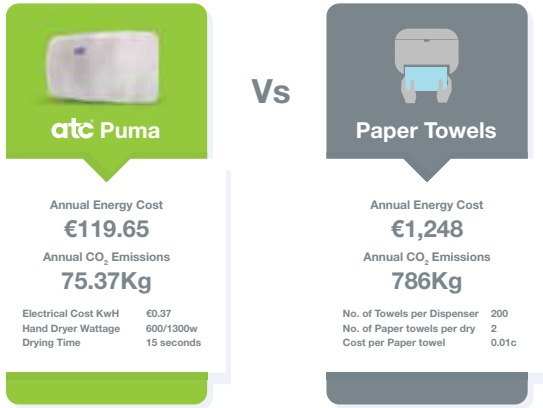 atc Puma
Vs
Paper Towels
Annual Energy Cost
€119.65
Annual CO₂ Emissions
75.37Kg
Electrical Cost KwH €0.37
Hand Dryer Wattage 600/1300w
Drying Time 15 seconds
Annual Energy Cost
€1,248
Annual CO₂ Emissions
786Kg
No. of Towels per Dispenser 200
No. of Paper towels per dry 2
Cost per Paper towel 0.01c